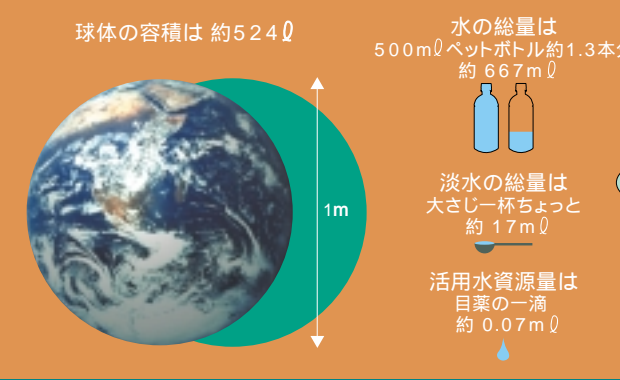 球体の容積は 約524ℓ
水の総量は
500mℓペットボトル約1.3本
約 667mℓ
1m
淡水の総量は
大さじ一杯ちょっと
約 17mℓ
活用水資源量は
目薬の一滴
約 0.07mℓ